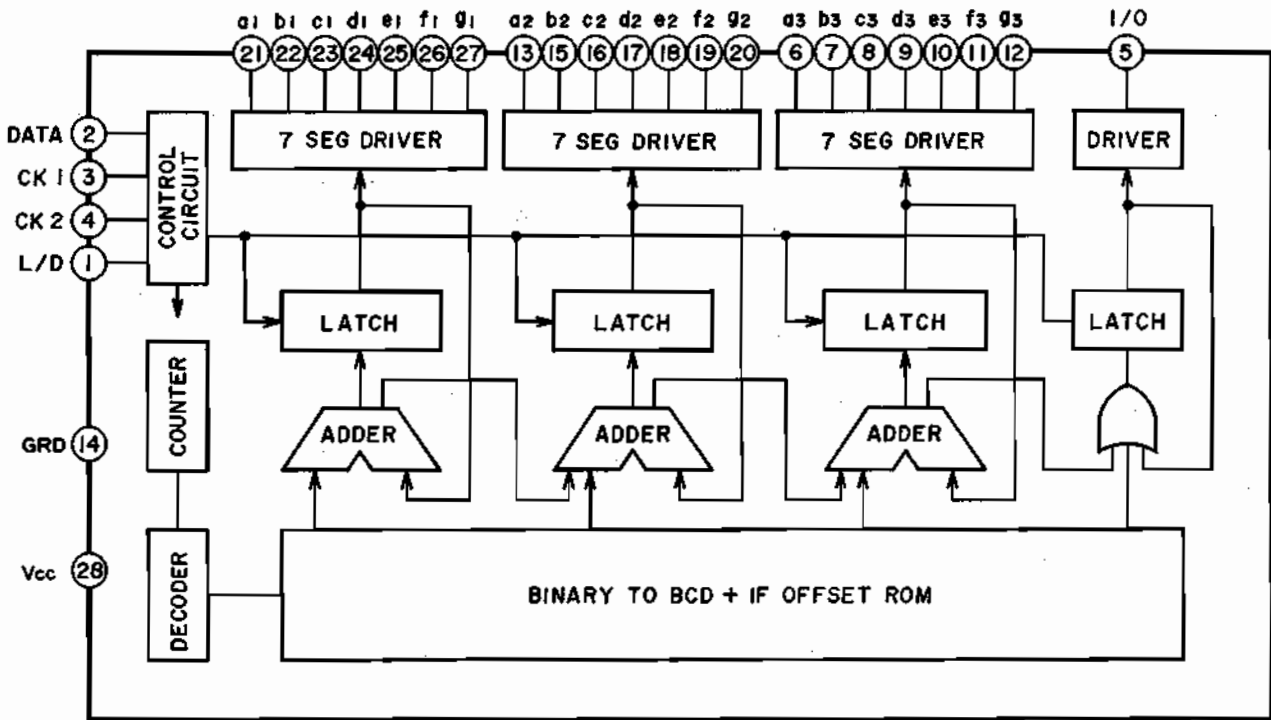 a1 b1 c1 d1 e1 f1 g1 a2 b2 c2 d2 e2 f2 g2 a3 b3 c3 d3 e3 f3 g3 I/O
21 22 23 24 25 26 27 13 15 16 17 18 19 20 6 7 8 9 10 11 12 5
DATA 2
CK 1 3
CK 2 4
L/D 1
CONTROL CIRCUIT
7 SEG DRIVER 7 SEG DRIVER 7 SEG DRIVER DRIVER
LATCH LATCH LATCH LATCH
COUNTER
ADDER ADDER ADDER
GRD 14
Vcc 28
DECODER
BINARY TO BCD + IF OFFSET ROM